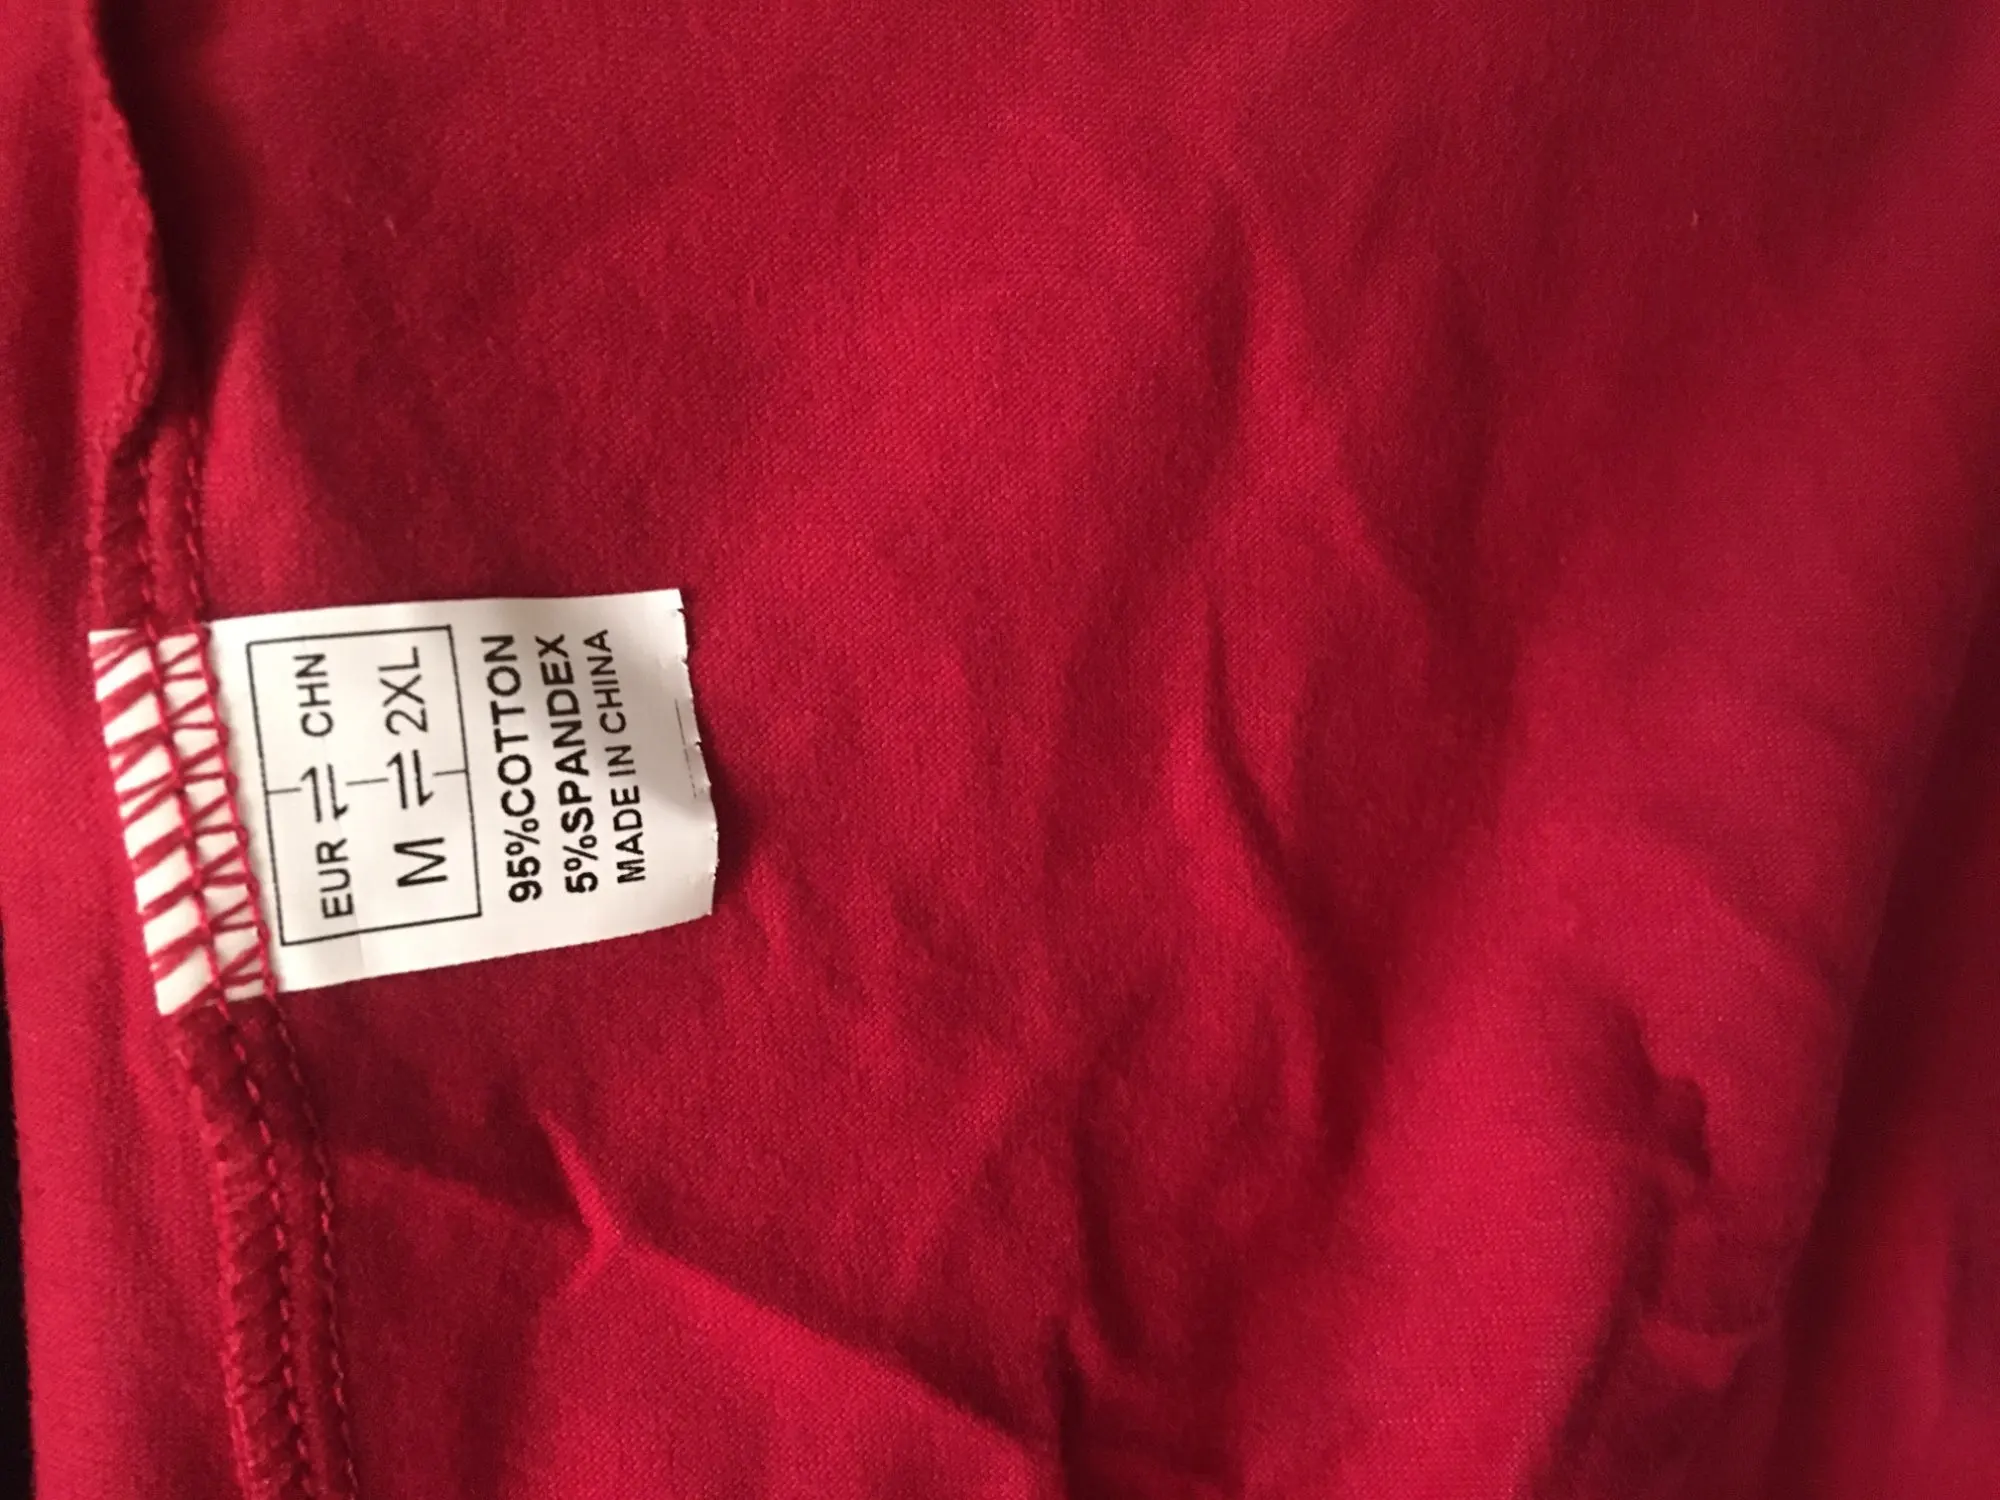 EUR ⇌ CHN
M ⇌ 2XL
95%COTTON
5%SPANDEX
MADE IN CHINA